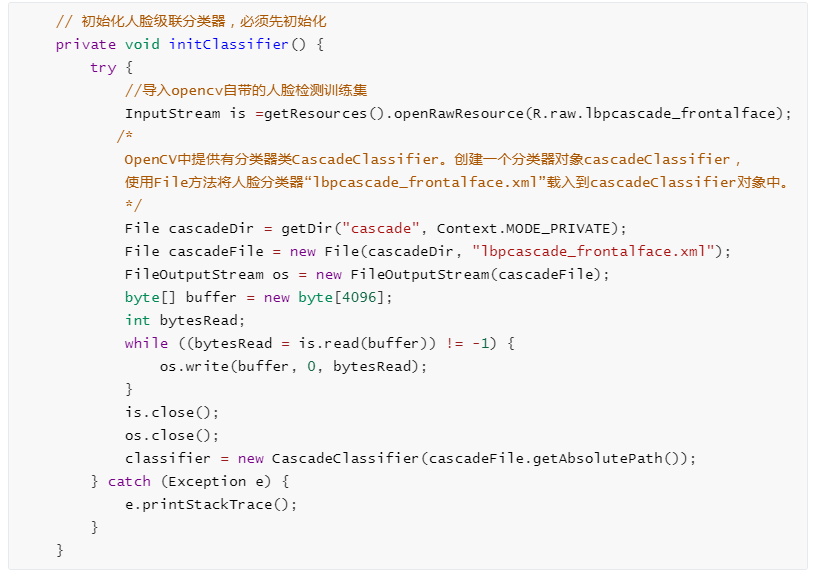 // 初始化人脸级联分类器，必须先初始化
private void initClassifier() {
try {
//导入opencv自带的人脸检测训练集
InputStream is =getResources().openRawResource(R.raw.lbpcascade_frontalface);
/*
OpenCV中提供有分类器类CascadeClassifier。创建一个分类器对象cascadeClassifier，
使用File方法将人脸分类器“lbpcascade_frontalface.xml”载入到cascadeClassifier对象中。
*/
File cascadeDir = getDir("cascade", Context.MODE_PRIVATE);
File cascadeFile = new File(cascadeDir, "lbpcascade_frontalface.xml");
FileOutputStream os = new FileOutputStream(cascadeFile);
byte[] buffer = new byte[4096];
int bytesRead;
while ((bytesRead = is.read(buffer)) != -1) {
os.write(buffer, 0, bytesRead);
}
is.close();
os.close();
classifier = new CascadeClassifier(cascadeFile.getAbsolutePath());
} catch (Exception e) {
e.printStackTrace();
}
}